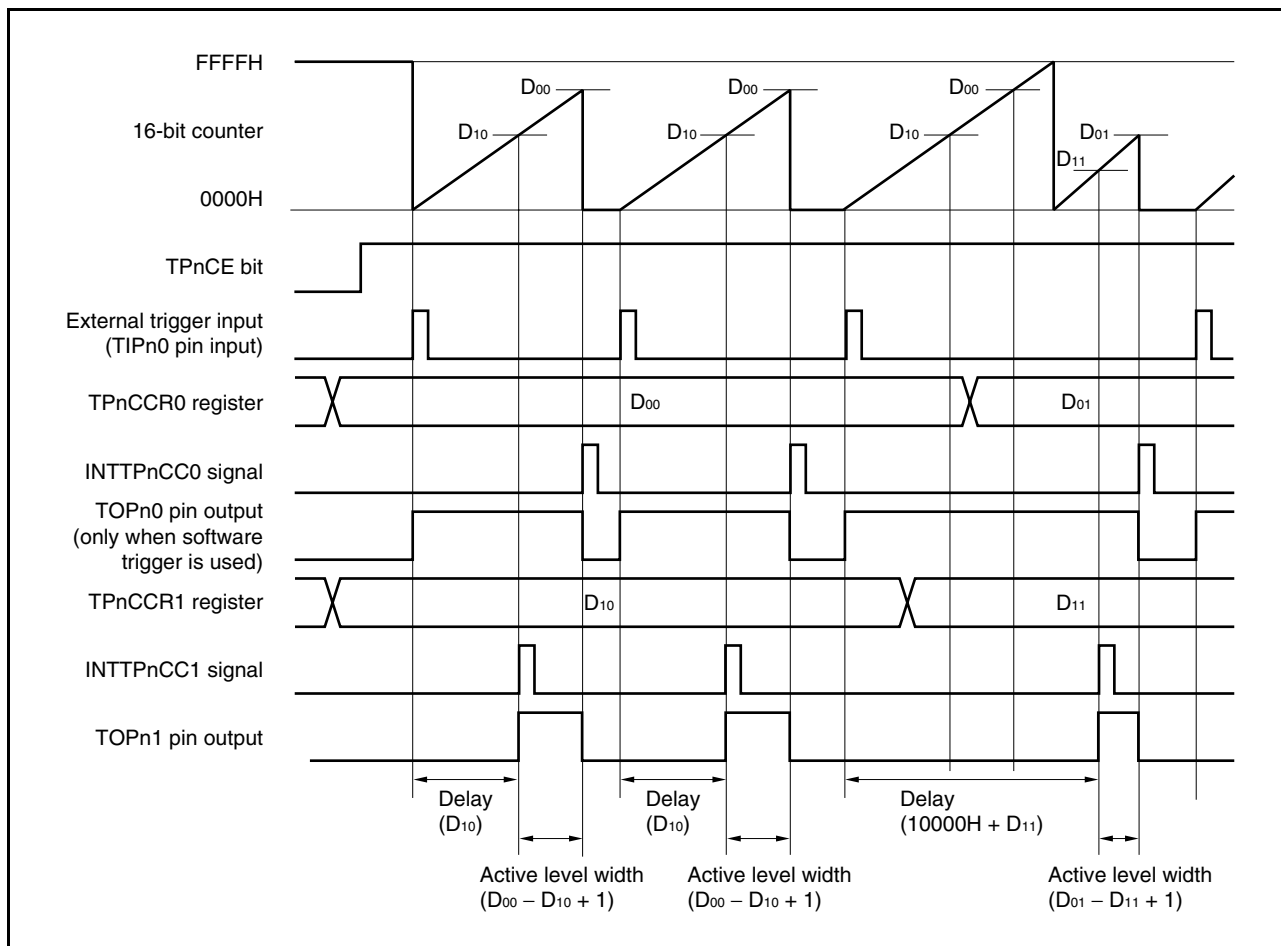 FFFFH
D00
D00
D00
16-bit counter
D10
D10
D10
D01
D11
0000H
TPnCE bit
External trigger input
(TIPn0 pin input)
TPnCCR0 register
D00
D01
INTTPnCC0 signal
TOPn0 pin output
(only when software
trigger is used)
TPnCCR1 register
D10
D11
INTTPnCC1 signal
TOPn1 pin output
Delay
(D10)
Delay
(D10)
Delay
(10000H + D11)
Active level width
(D00 − D10 + 1)
Active level width
(D00 − D10 + 1)
Active level width
(D01 − D11 + 1)